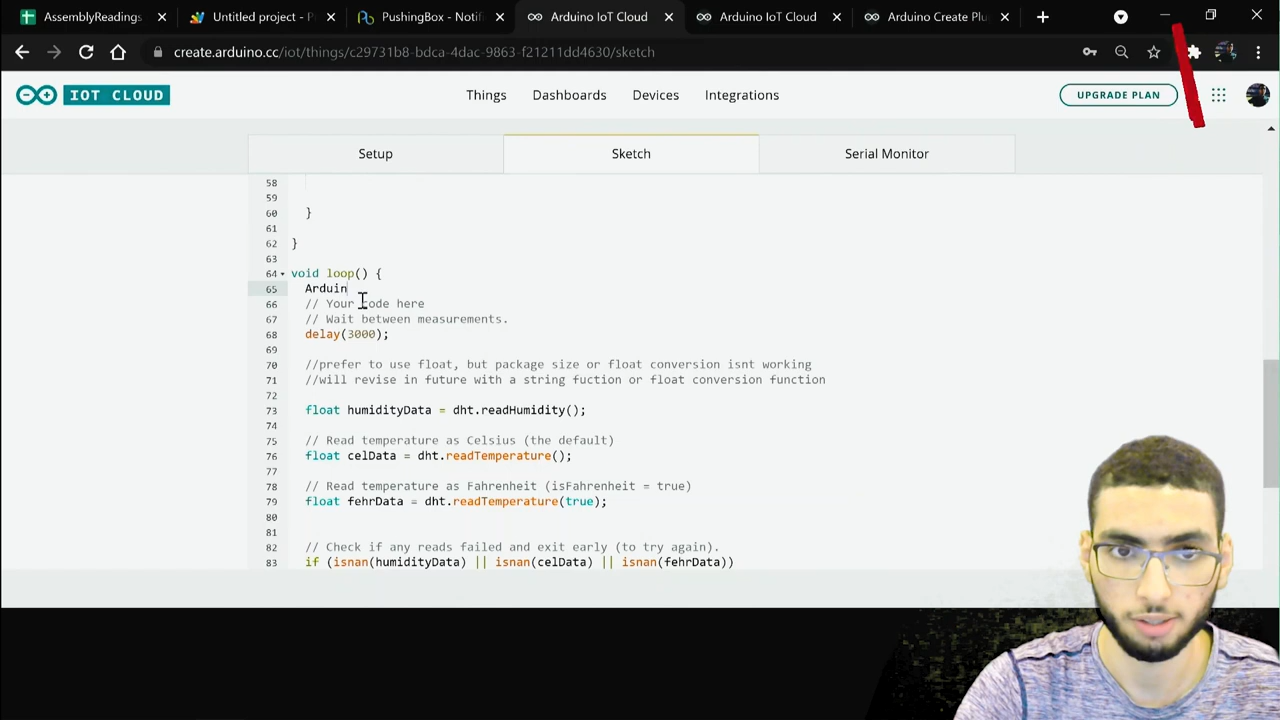 AssemblyReadings
Untitled project - P
PushingBox - Notifi
Arduino IoT Cloud
Arduino IoT Cloud
Arduino Create Plu
create.arduino.cc/iot/things/c29731b8-bdca-4dac-9863-f21211dd4630/sketch
IOT CLOUD
Things
Dashboards
Devices
Integrations
UPGRADE PLAN
Setup
Sketch
Serial Monitor
58
59
60 }
61
62 }
63
64 void loop() {
65 Arduin
66 // Your code here
67 // Wait between measurements.
68 delay(3000);
69
70 //prefer to use float, but package size or float conversion isnt working
71 //will revise in future with a string fuction or float conversion function
72
73 float humidityData = dht.readHumidity();
74
75 // Read temperature as Celsius (the default)
76 float celData = dht.readTemperature();
77
78 // Read temperature as Fahrenheit (isFahrenheit = true)
79 float fehrData = dht.readTemperature(true);
80
81
82 // Check if any reads failed and exit early (to try again).
83 if (isnan(humidityData) || isnan(celData) || isnan(fehrData))